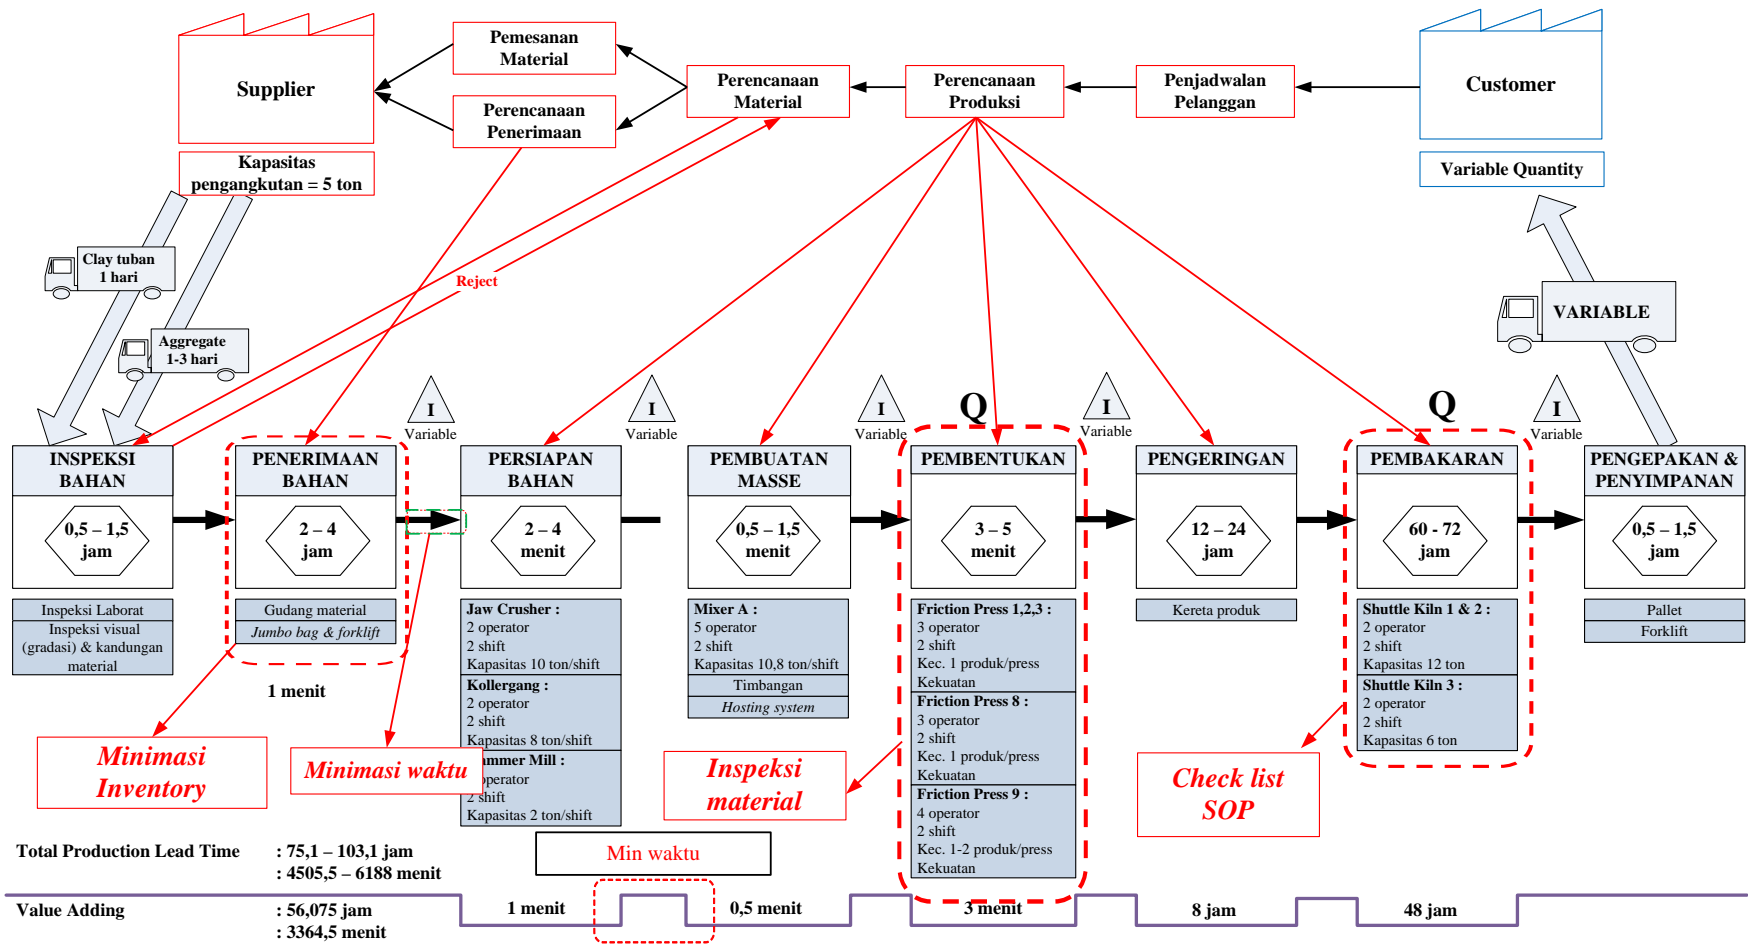 Supplier
Kapasitas
pengangkutan = 5 ton
Pemesanan
Material
Perencanaan
Penerimaan
Perencanaan
Material
Perencanaan
Produksi
Penjadwalan
Pelanggan
Customer
Variable Quantity
Clay tuban
1 hari
Aggregate
1-3 hari
Reject
VARIABLE
I
Variable
I
Variable
I
Variable
Q
I
Variable
Q
I
Variable
INSPEKSI
BAHAN
0,5 – 1,5
jam
Inspeksi Laborat
Inspeksi visual
(gradasi) & kandungan
material
PENERIMAAN
BAHAN
2 – 4
jam
Gudang material
Jumbo bag & forklift
1 menit
PERSIAPAN
BAHAN
2 – 4
menit
Jaw Crusher :
2 operator
2 shift
Kapasitas 10 ton/shift
Kollergang :
2 operator
2 shift
Kapasitas 8 ton/shift
ammer Mill :
operator
2 shift
Kapasitas 2 ton/shift
PEMBUATAN
MASSE
0,5 – 1,5
menit
Mixer A :
5 operator
2 shift
Kapasitas 10,8 ton/shift
Timbangan
Hosting system
PEMBENTUKAN
3 – 5
menit
Friction Press 1,2,3 :
3 operator
2 shift
Kec. 1 produk/press
Kekuatan
Friction Press 8 :
3 operator
2 shift
Kec. 1 produk/press
Kekuatan
Friction Press 9 :
4 operator
2 shift
Kec. 1-2 produk/press
Kekuatan
PENGERINGAN
12 – 24
jam
Kereta produk
PEMBAKARAN
60 - 72
jam
Shuttle Kiln 1 & 2 :
2 operator
2 shift
Kapasitas 12 ton
Shuttle Kiln 3 :
2 operator
2 shift
Kapasitas 6 ton
PENGEPAKAN &
PENYIMPANAN
0,5 – 1,5
jam
Pallet
Forklift
Minimasi
Inventory
Minimasi waktu
Inspeksi
material
Check list
SOP
Min waktu
Total Production Lead Time : 75,1 – 103,1 jam
: 4505,5 – 6188 menit
Value Adding : 56,075 jam
: 3364,5 menit
1 menit
0,5 menit
3 menit
8 jam
48 jam